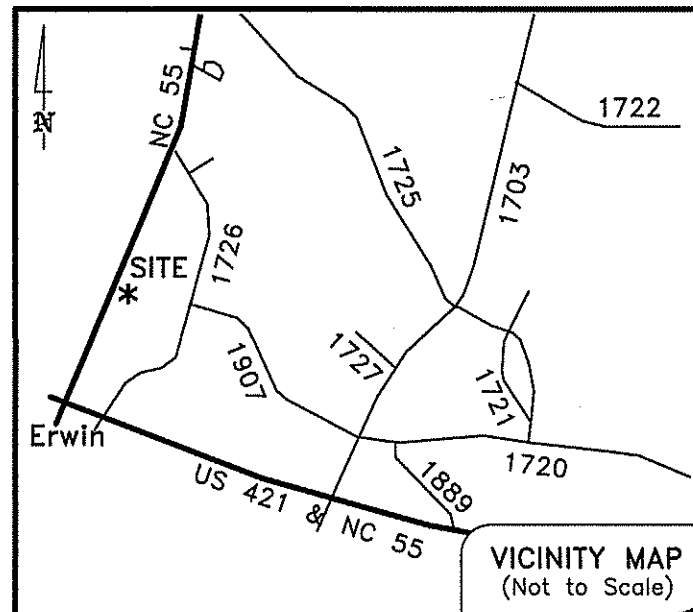 N
NC 55
1722
1725
1703
1726
SITE
*
1727
1907
1721
Erwin
1720
US 421 & NC 55
1889
VICINITY MAP
(Not to Scale)